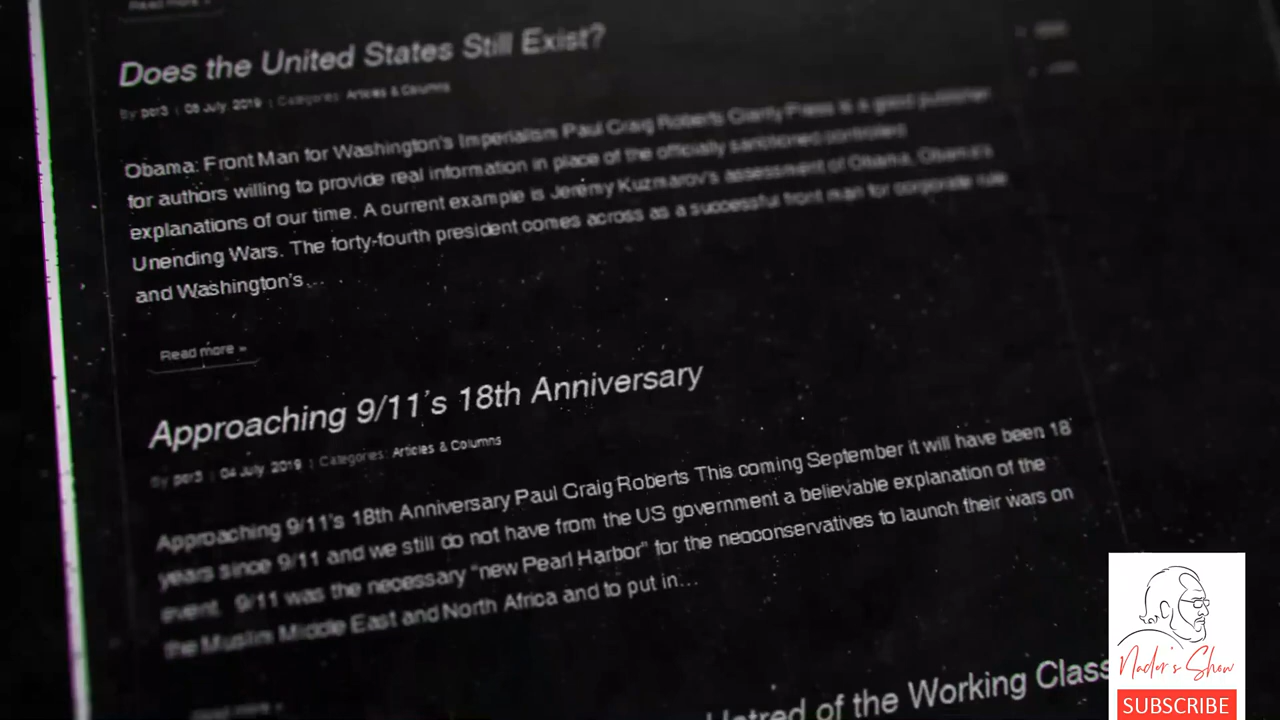 Read more »
Does the United States Still Exist?
By pcr3 | 08 July, 2019 | Categories: Articles & Columns
Obama: Front Man for Washington's Imperialism Paul Craig Roberts Clarity Press is a good publisher
for authors willing to provide real information in place of the officially sanctioned controlled
explanations of our time. A current example is Jeremy Kuzmarov's assessment of Obama, Obama's
Unending Wars. The forty-fourth president comes across as a successful front man for corporate rule
and Washington's…
Read more »
Approaching 9/11's 18th Anniversary
By pcr3 | 04 July, 2019 | Categories: Articles & Columns
Approaching 9/11's 18th Anniversary Paul Craig Roberts This coming September it will have been 18
years since 9/11 and we still do not have from the US government a believable explanation of the
event. 9/11 was the necessary "new Pearl Harbor" for the neoconservatives to launch their wars on
the Muslim Middle East and North Africa and to put in…
Hatred of the Working Class
Nader's Show
SUBSCRIBE